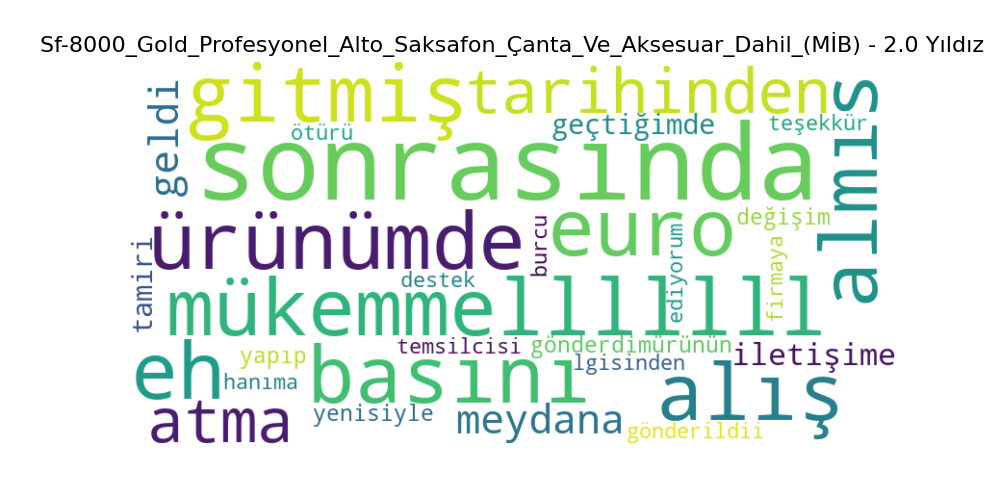 Sf-8000_Gold_Profesyonel_Alto_Saksafon_Çanta_Ve_Aksesuar_Dahil_(MİB) - 2.0 Yıldız
gitmiş
tarihinden
almıs
geldi
ötürü
geçtiğimde
teşekkür
sonrasında
ürünümde
burcu
euro
değişim
tamiri
destek
ediyorum
firmaya
mükemmelllllll
eh
yapıp
basını
temsilcisi
gönderdimürünün
lgisinden
iletişime
hanıma
alış
atma
yenisiyle
meydana
gönderildii